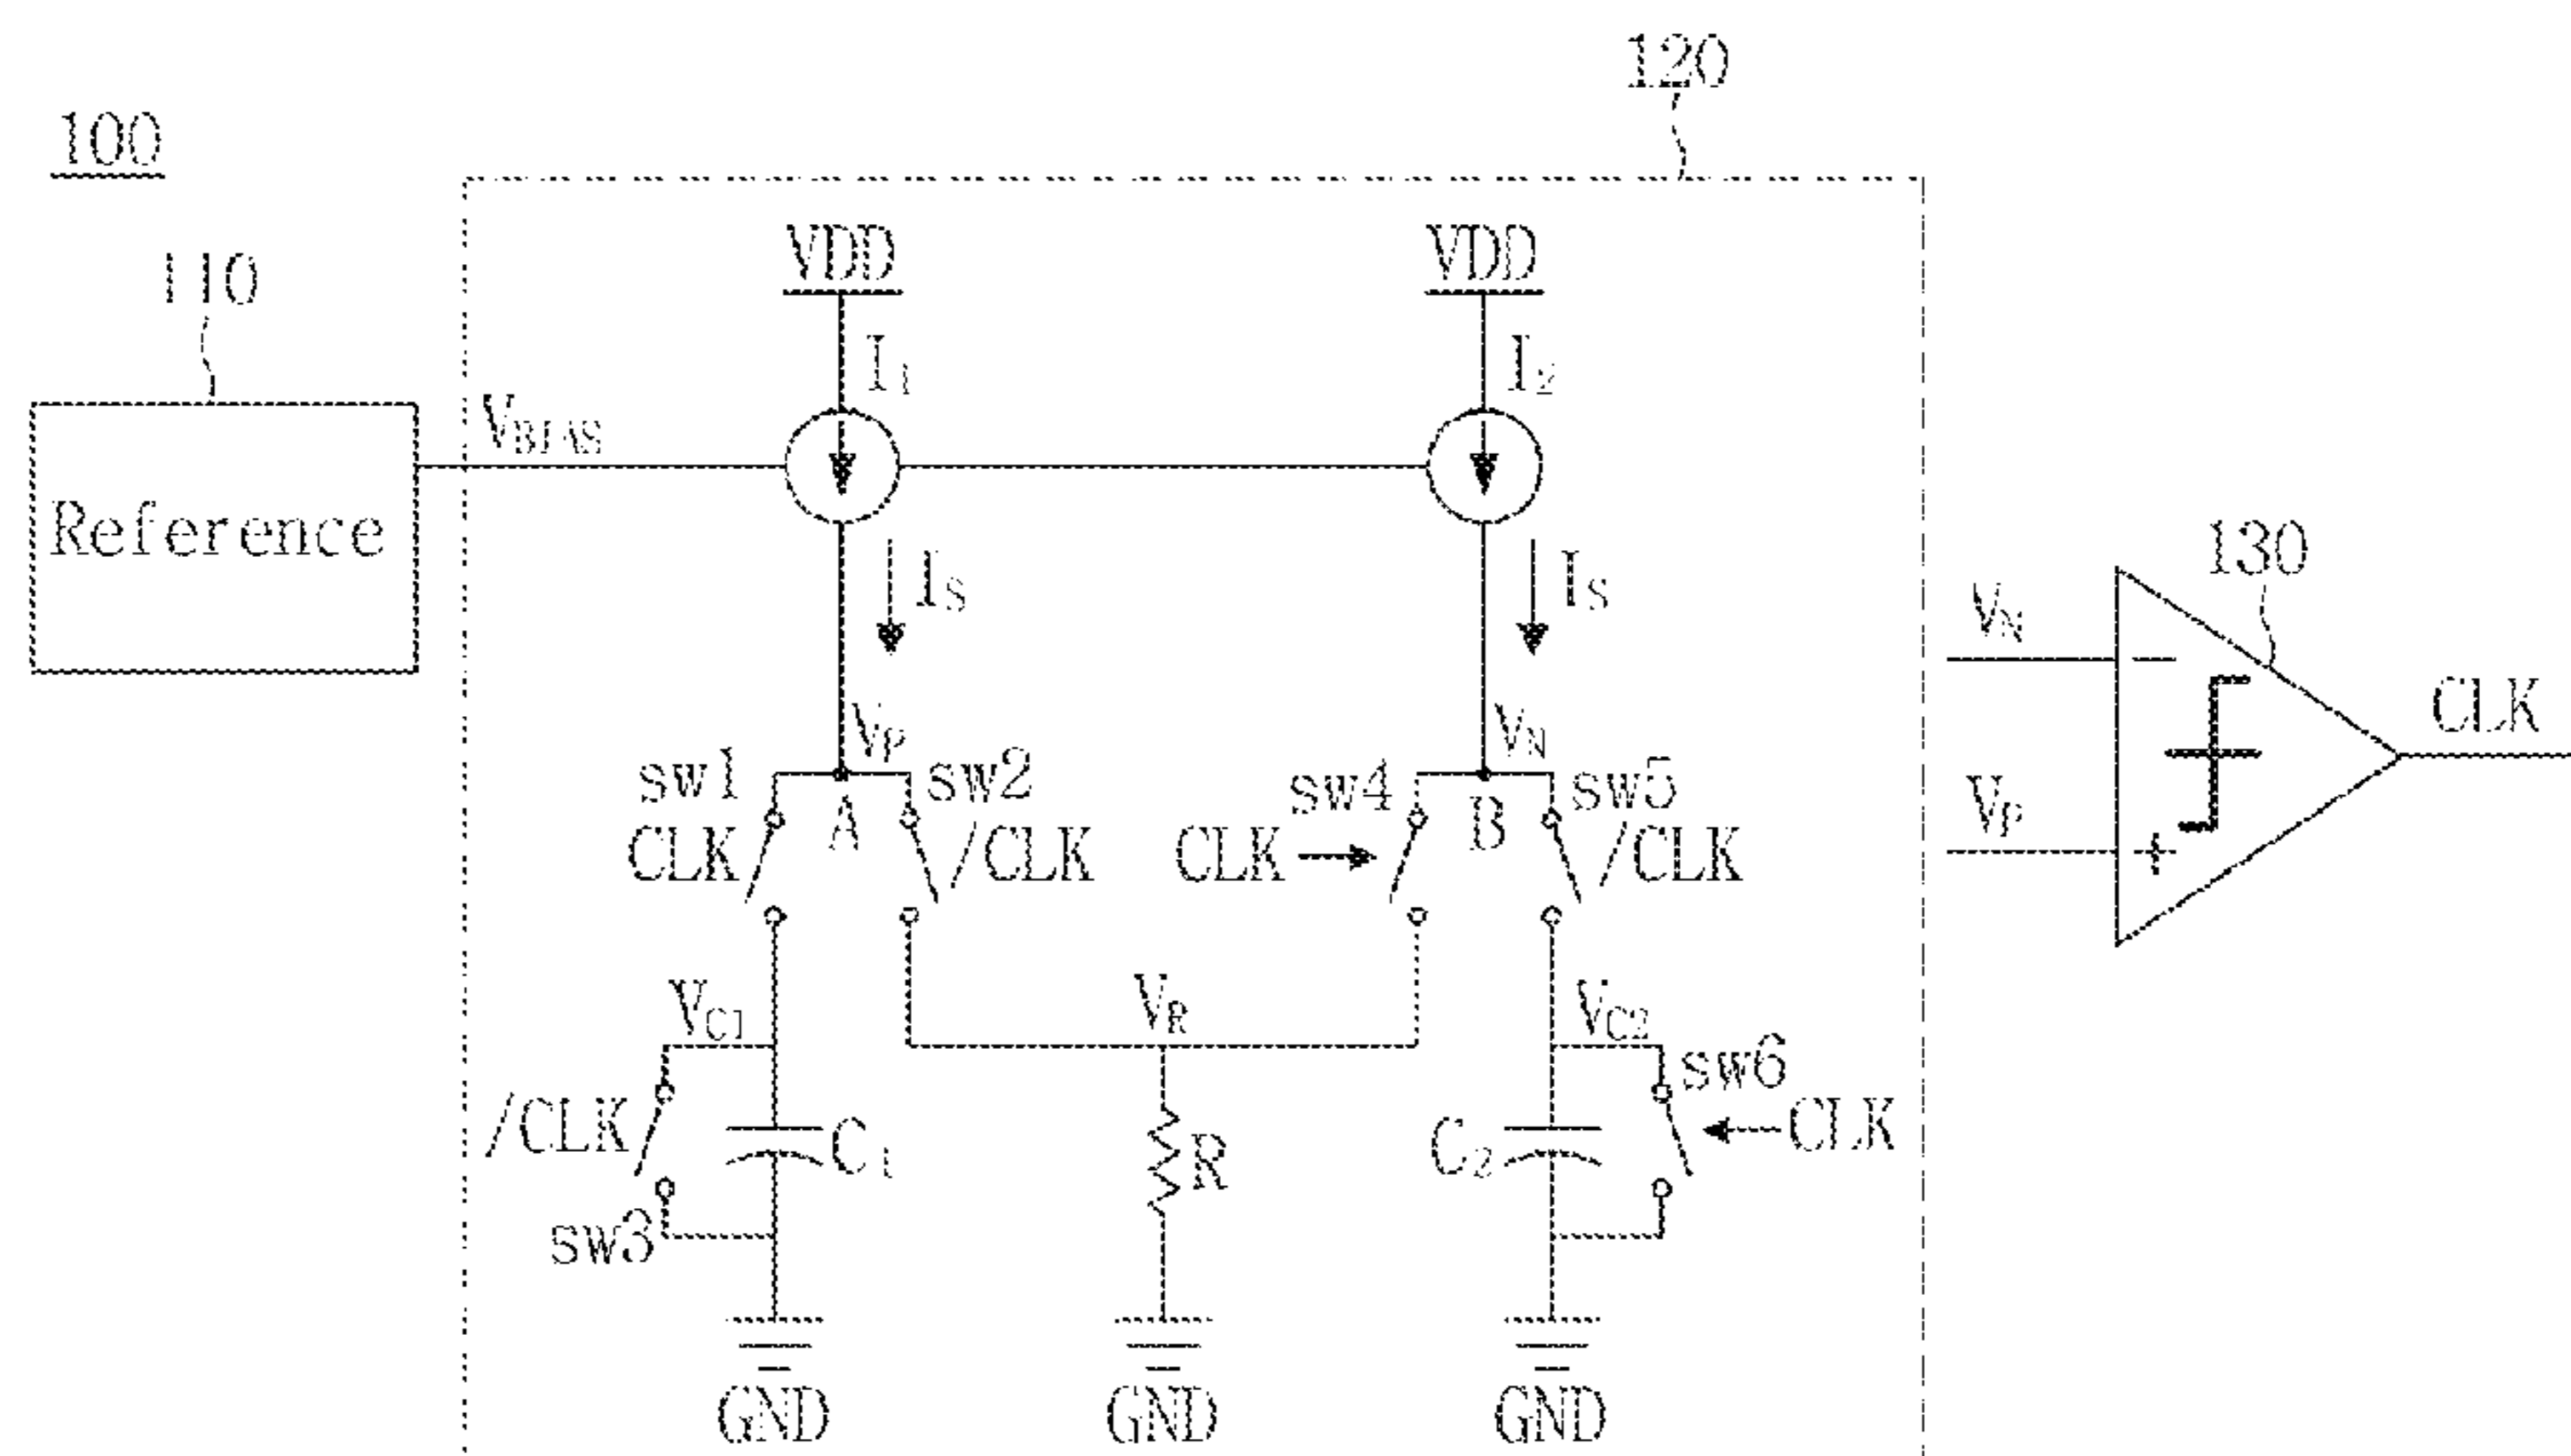 120
100
110
VDD
VDD
I1
I2
VBIAS
Reference
IS
IS
130
VN
CLK
VP
VP
VN
sw1
sw2
sw4
sw5
CLK
A
/CLK
CLK
B
/CLK
VC1
VR
VC2
/CLK
sw3
C1
R
C2
sw6
CLK
GND
GND
GND